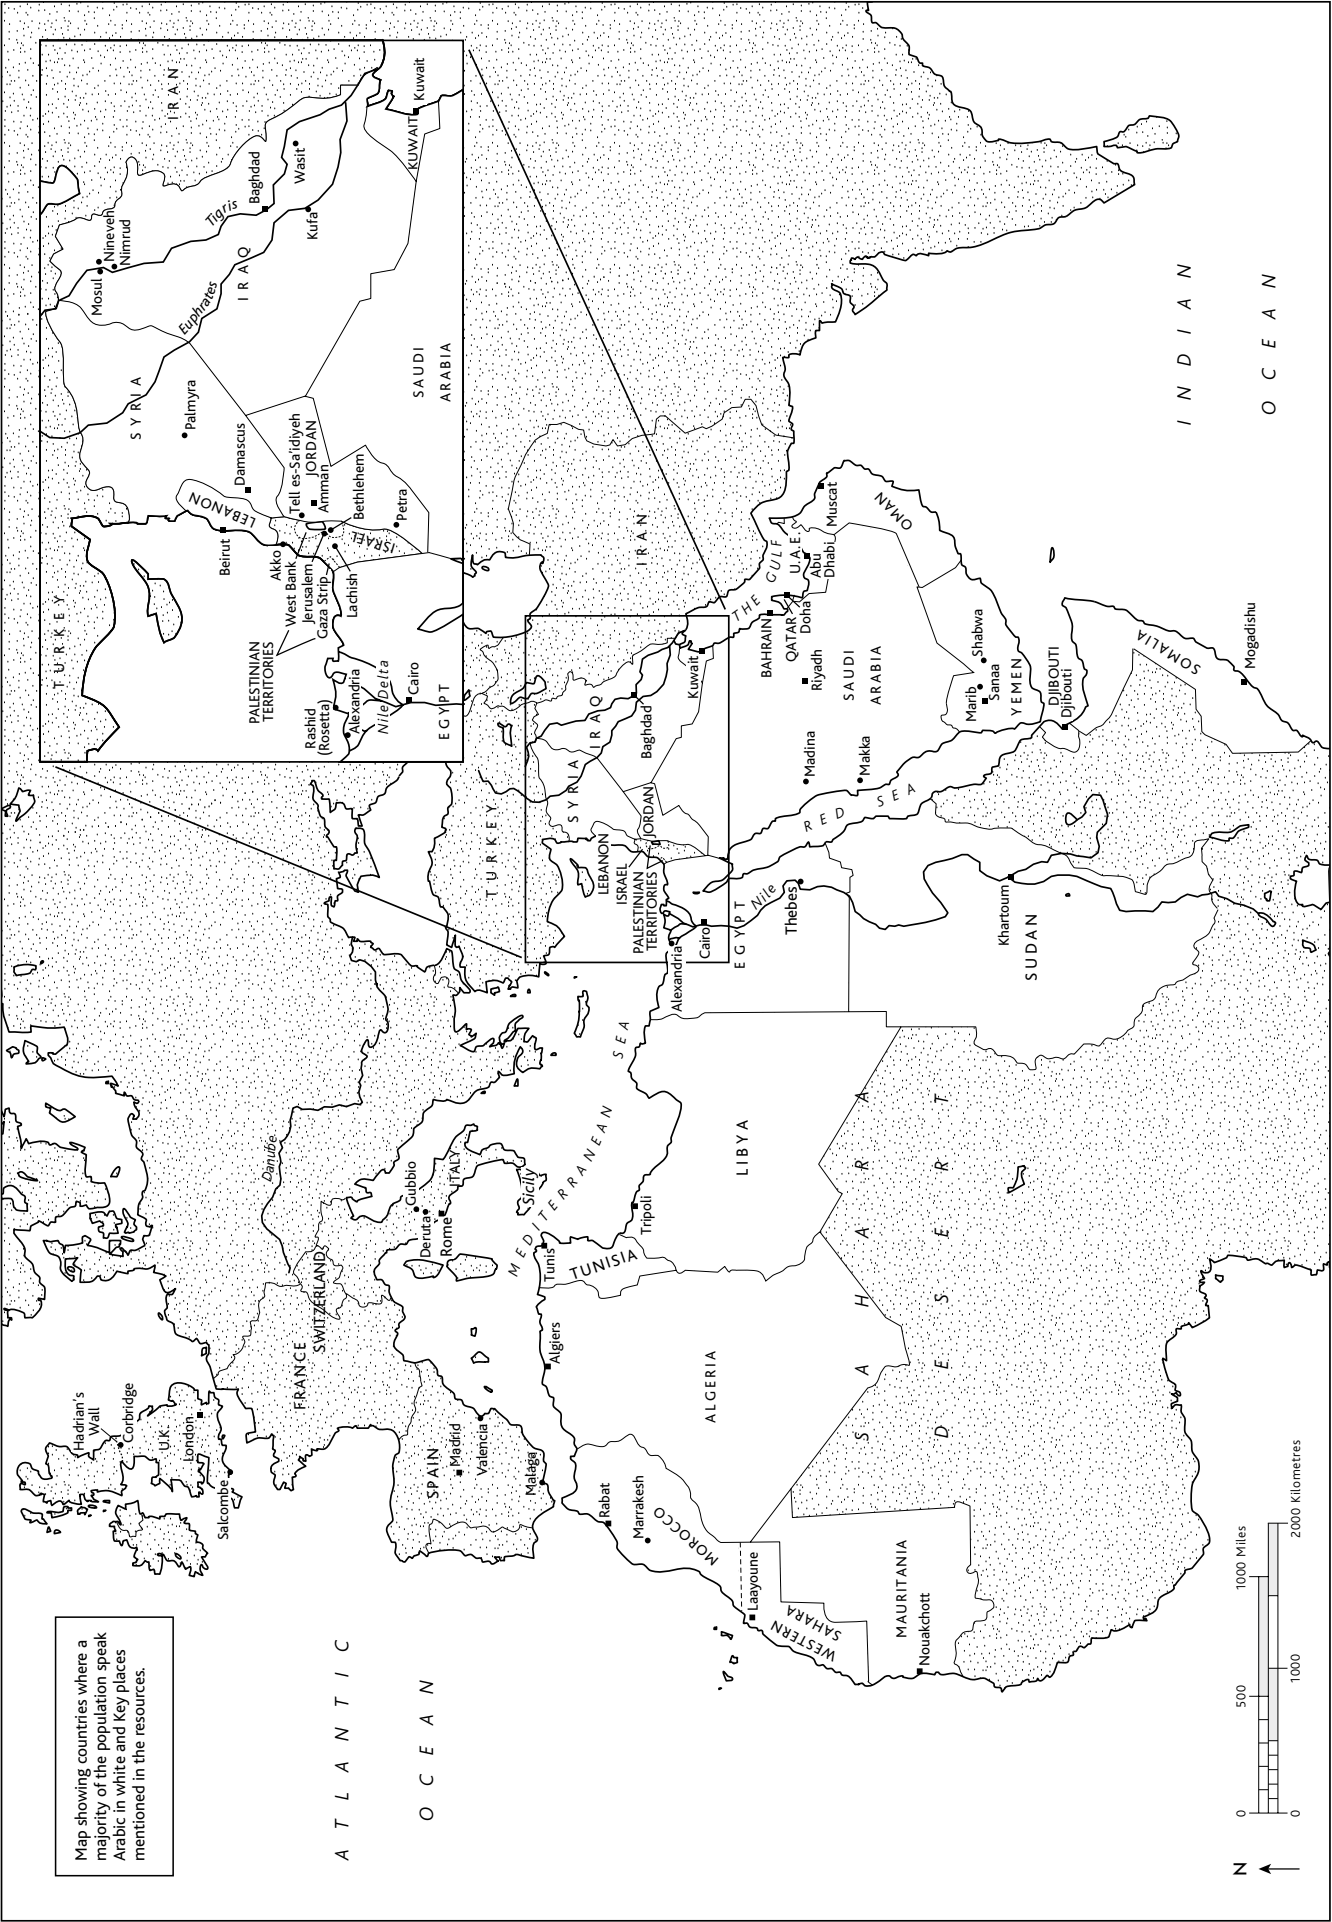 Map showing countries where a
majority of the population speak
Arabic in white and Key places
mentioned in the resources.
ATLANTIC
OCEAN
Hadrian's
Wall
Corbridge
U.K.
London
Salcombe
FRANCE
SWITZERLAND
Danube
SPAIN
Madrid
Valencia
Malaga
Gubbio
Deruta
Rome
ITALY
Sicily
MEDITERRANEAN SEA
Rabat
Marrakesh
MOROCCO
Laayoune
WESTERN
SAHARA
MAURITANIA
Nouakchott
Algiers
ALGERIA
Tunis
TUNISIA
Tripoli
LIBYA
SAHARA
DESERT
TURKEY
SYRIA
LEBANON
ISRAEL
PALESTINIAN
TERRITORIES
JORDAN
IRAQ
Baghdad
Kuwait
IRAN
Alexandria
Cairo
EGYPT
Nile
Thebes
RED SEA
Khartoum
SUDAN
Madina
Makka
Riyadh
SAUDI
ARABIA
THE GULF
BAHRAIN
QATAR
Doha
U.A.E.
Abu
Dhabi
Muscat
OMAN
Marib
Sanaa
Shabwa
YEMEN
DJIBOUTI
Djibouti
SOMALIA
Mogadishu
INDIAN
OCEAN
TURKEY
SYRIA
Palmyra
Mosul
Nineveh
Nimrud
Tigris
Euphrates
IRAQ
Baghdad
Wasit
Kufa
IRAN
KUWAIT
Kuwait
SAUDI
ARABIA
LEBANON
Beirut
Damascus
Akko
Tell es-Sa'idiyeh
JORDAN
Amman
Bethlehem
Petra
ISRAEL
West Bank
Jerusalem
Gaza Strip
Lachish
PALESTINIAN
TERRITORIES
Rashid
(Rosetta)
Alexandria
Nile Delta
Cairo
EGYPT
N
0 500 1000 Miles
0 1000 2000 Kilometres